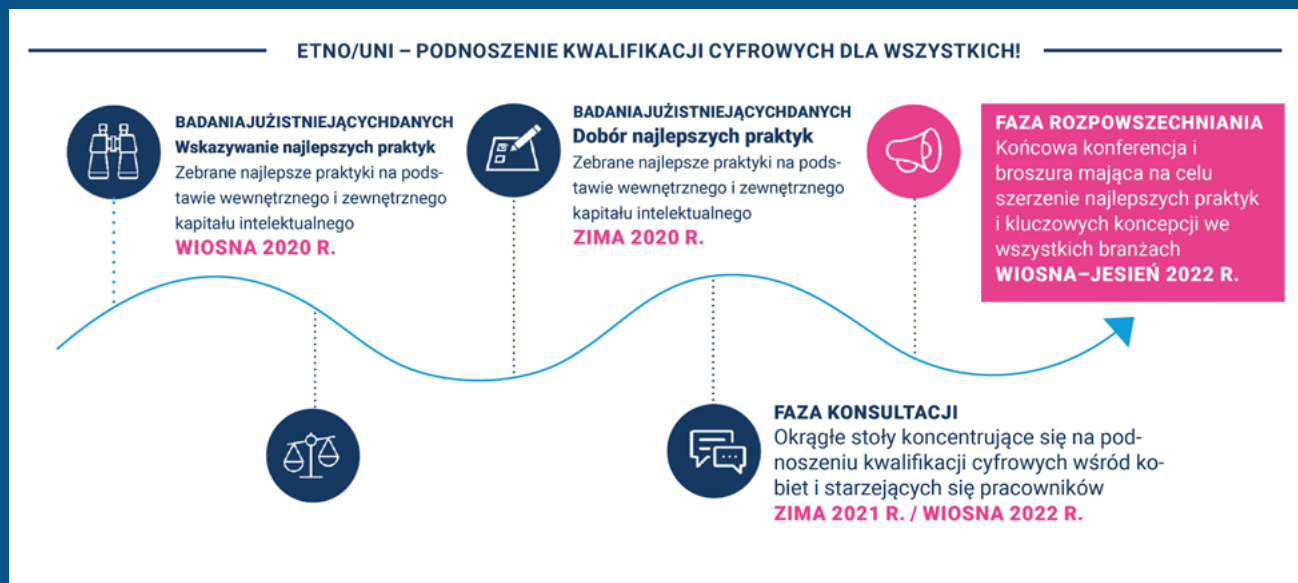 ETNO/UNI – PODNOSZENIE KWALIFIKACJI CYFROWYCH DLA WSZYSTKICH!
BADANIAJUŻISTNIEJĄCYCHDANYCH
Wskazywanie najlepszych praktyk
Zebrane najlepsze praktyki na pods-
tawie wewnętrznego i zewnętrznego
kapitału intelektualnego
WIOSNA 2020 R.
BADANIAJUŻISTNIEJĄCYCHDANYCH
Dobór najlepszych praktyk
Zebrane najlepsze praktyki na pods-
tawie wewnętrznego i zewnętrznego
kapitału intelektualnego
ZIMA 2020 R.
FAZA ROZPOWSZECHNIANIA
Końcowa konferencja i
broszura mająca na celu
szerzenie najlepszych praktyk
i kluczowych koncepcji we
wszystkich branżach
WIOSNA–JESIEŃ 2022 R.
FAZA KONSULTACJI
Okrągłe stoły koncentrujące się na pod-
noszeniu kwalifikacji cyfrowych wśród ko-
biet i starzejących się pracowników
ZIMA 2021 R. / WIOSNA 2022 R.